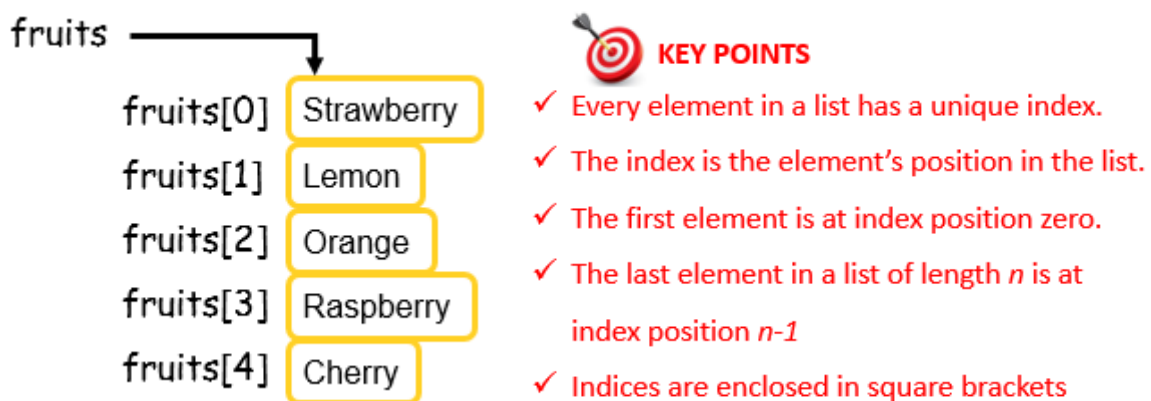 fruits
fruits[0] Strawberry
fruits[1] Lemon
fruits[2] Orange
fruits[3] Raspberry
fruits[4] Cherry
KEY POINTS
✓ Every element in a list has a unique index.
✓ The index is the element’s position in the list.
✓ The first element is at index position zero.
✓ The last element in a list of length n is at
index position n-1
✓ Indices are enclosed in square brackets